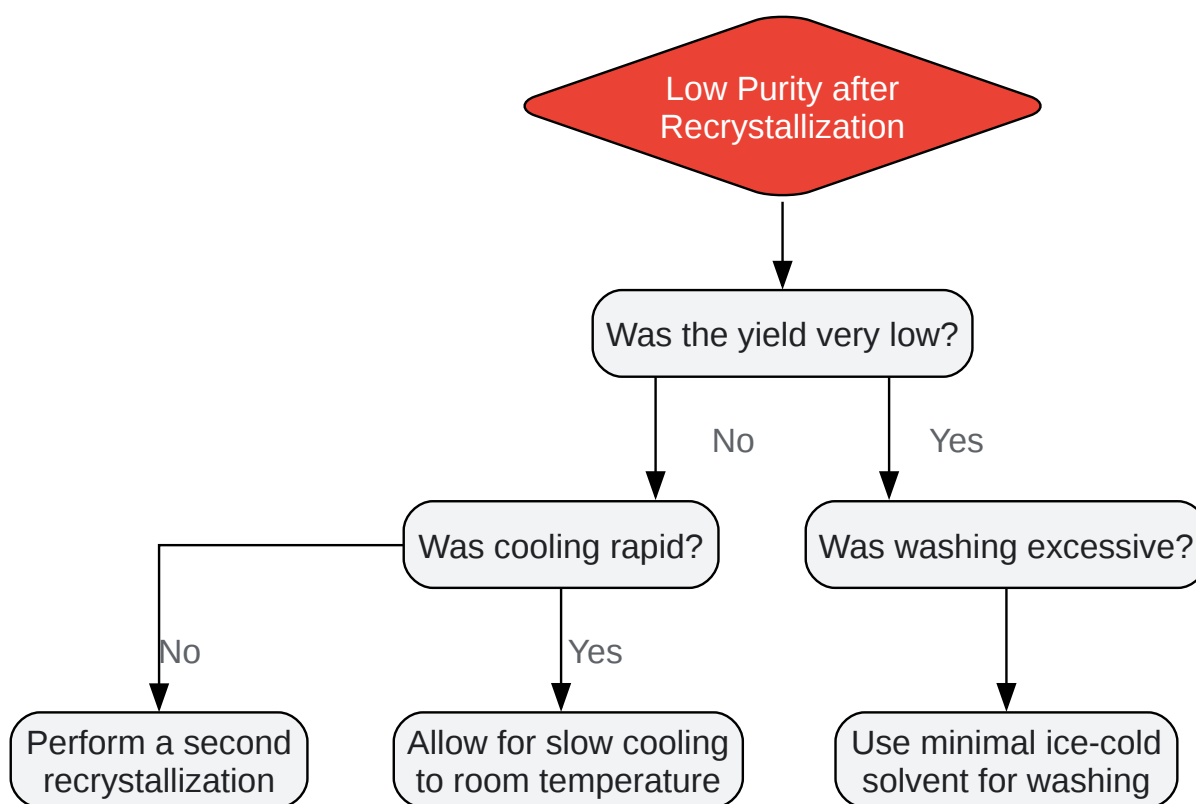 Low Purity after
Recrystallization
Was the yield very low?
No
Yes
Was cooling rapid?
Was washing excessive?
No
Yes
Perform a second
recrystallization
Allow for slow cooling
to room temperature
Use minimal ice-cold
solvent for washing